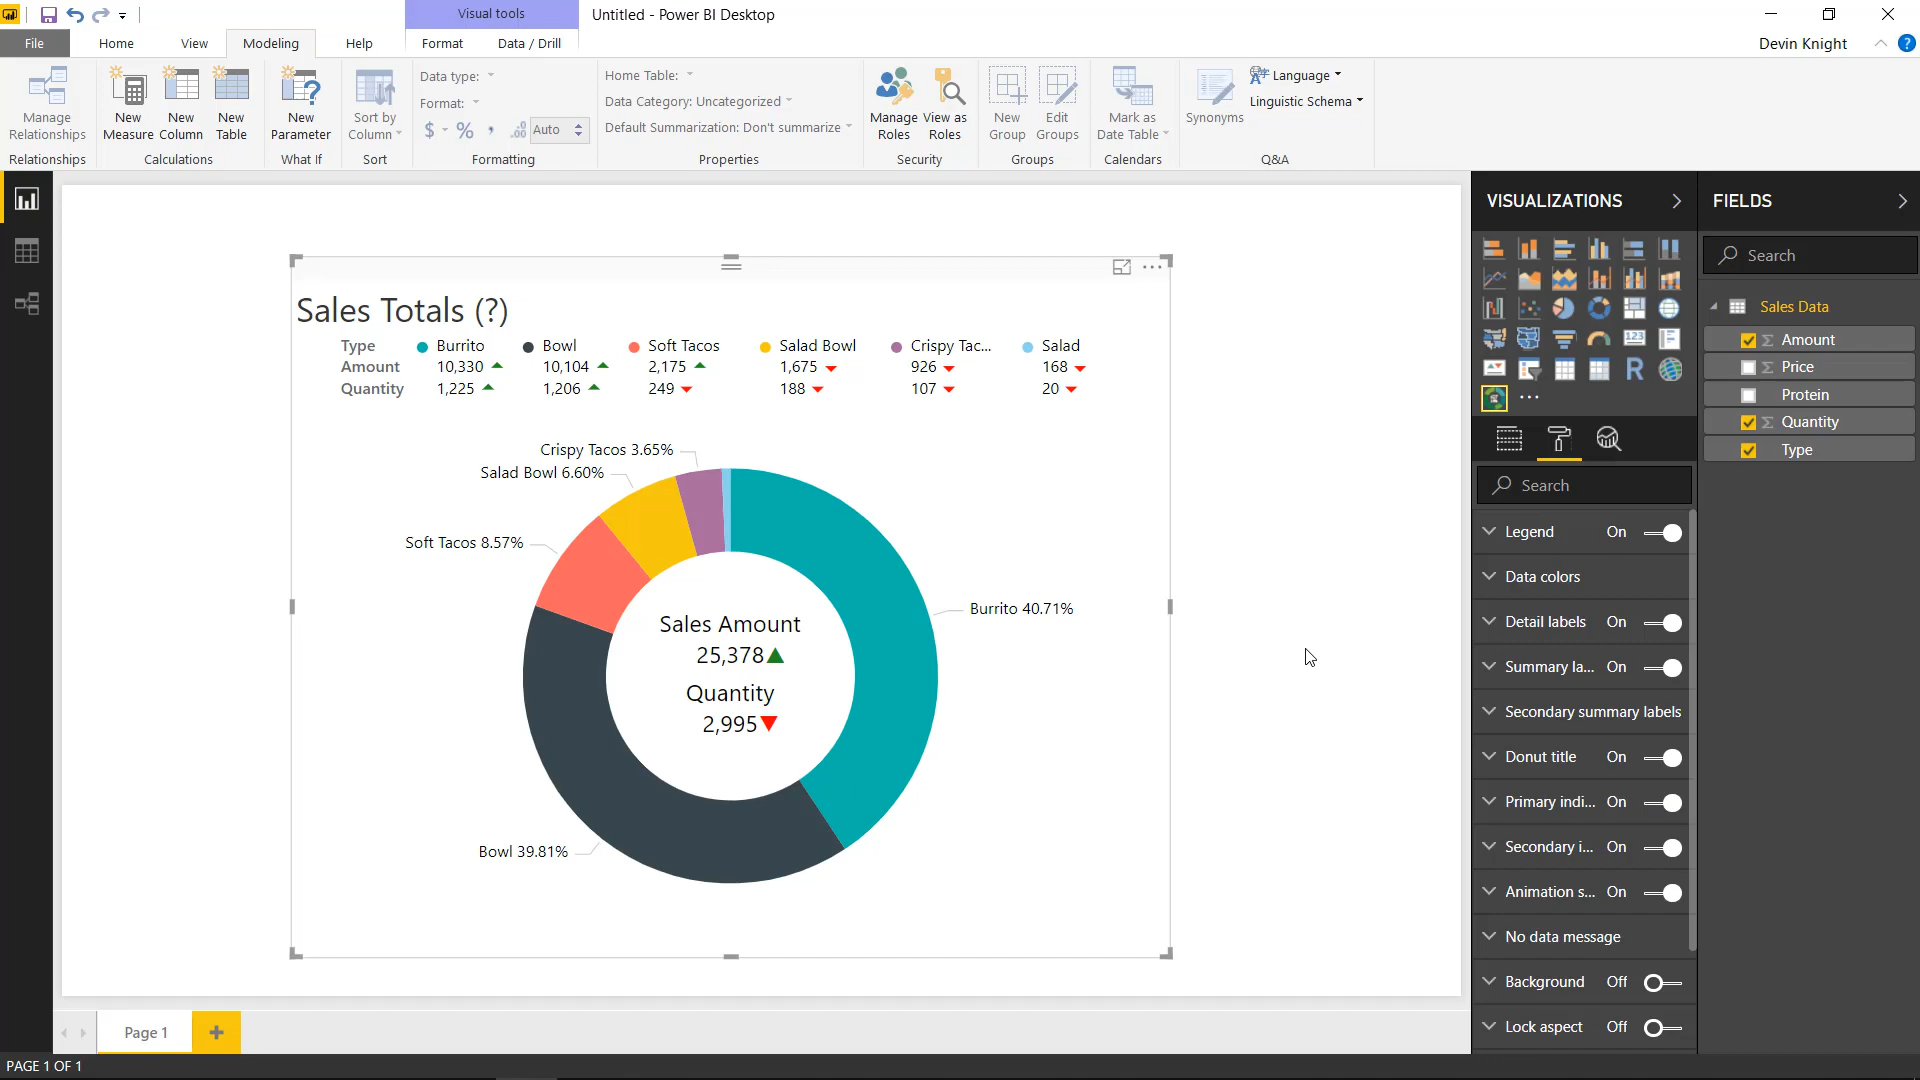 Visual tools
Untitled - Power BI Desktop
File
Home
View
Modeling
Help
Format
Data / Drill
Devin Knight
?
Manage Relationships
New Measure
New Column
New Table
New Parameter
Sort by Column
Data type:
Format:
$ % , .00 Auto
Home Table:
Data Category: Uncategorized
Default Summarization: Don't summarize
Manage Roles
View as Roles
New Group
Edit Groups
Mark as Date Table
Synonyms
Language
Linguistic Schema
Relationships
Calculations
What If
Sort
Formatting
Properties
Security
Groups
Calendars
Q&A
Sales Totals (?)
Type Burrito Bowl Soft Tacos Salad Bowl Crispy Tac... Salad
Amount 10,330 10,104 2,175 1,675 926 168
Quantity 1,225 1,206 249 188 107 20
Crispy Tacos 3.65%
Salad Bowl 6.60%
Soft Tacos 8.57%
Burrito 40.71%
Bowl 39.81%
Sales Amount
25,378
Quantity
2,995
VISUALIZATIONS
123
R
...
Search
Legend On
Data colors
Detail labels On
Summary la... On
Secondary summary labels
Donut title On
Primary indi... On
Secondary i... On
Animation s... On
No data message
Background Off
Lock aspect Off
FIELDS
Search
Sales Data
Σ Amount
Σ Price
Protein
Σ Quantity
Type
Page 1
+
PAGE 1 OF 1